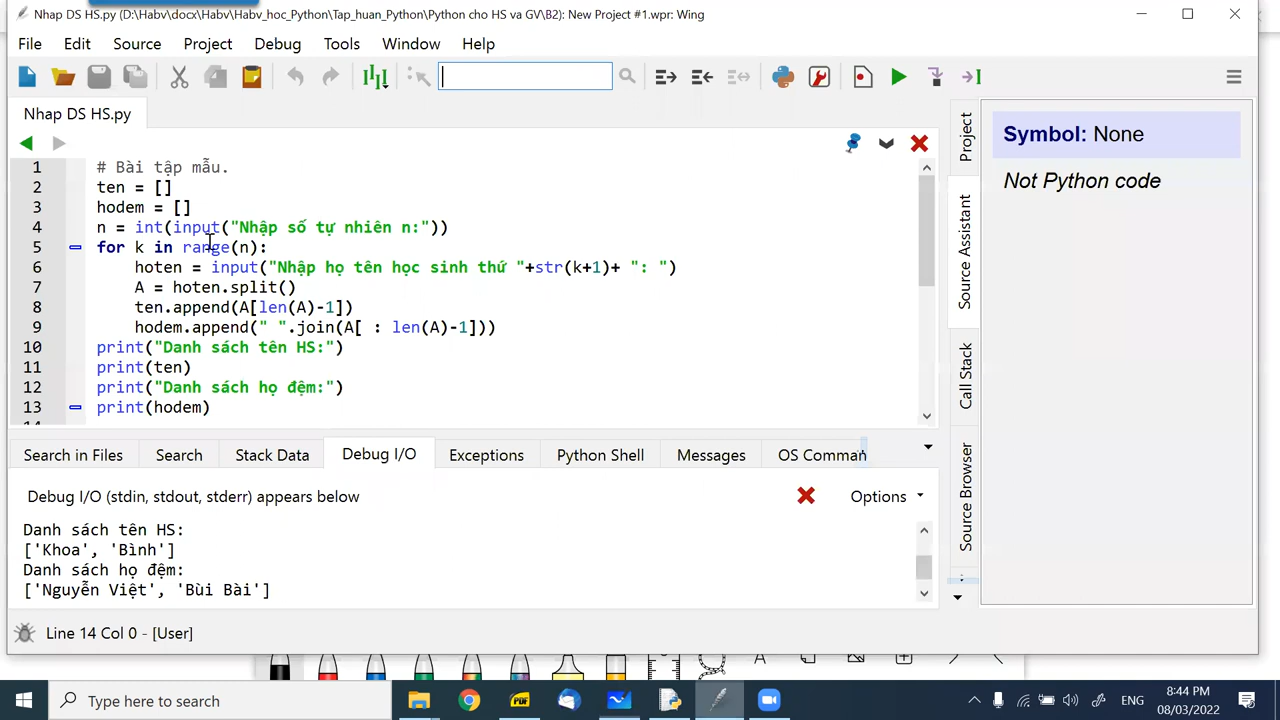 Nhap DS HS.py (D:\Habv\docx\Habv\Habv_hoc_Python\Tap_huan_Python\Python cho HS va GV\B2): New Project #1.wpr: Wing
File Edit Source Project Debug Tools Window Help
Nhap DS HS.py
1 # Bài tập mẫu.
2 ten = []
3 hodem = []
4 n = int(input("Nhập số tự nhiên n:"))
5 for k in range(n):
6 hoten = input("Nhập họ tên học sinh thứ "+str(k+1)+ ": ")
7 A = hoten.split()
8 ten.append(A[len(A)-1])
9 hodem.append(" ".join(A[ : len(A)-1]))
10 print("Danh sách tên HS:")
11 print(ten)
12 print("Danh sách họ đệm:")
13 print(hodem)
Project
Source Assistant
Call Stack
Source Browser
Symbol: None
Not Python code
Search in Files Search Stack Data Debug I/O Exceptions Python Shell Messages OS Comman
Debug I/O (stdin, stdout, stderr) appears below
Options
Danh sách tên HS:
['Khoa', 'Bình']
Danh sách họ đệm:
['Nguyễn Việt', 'Bùi Bài']
Line 14 Col 0 - [User]
Type here to search
PDF
ENG
8:44 PM
08/03/2022